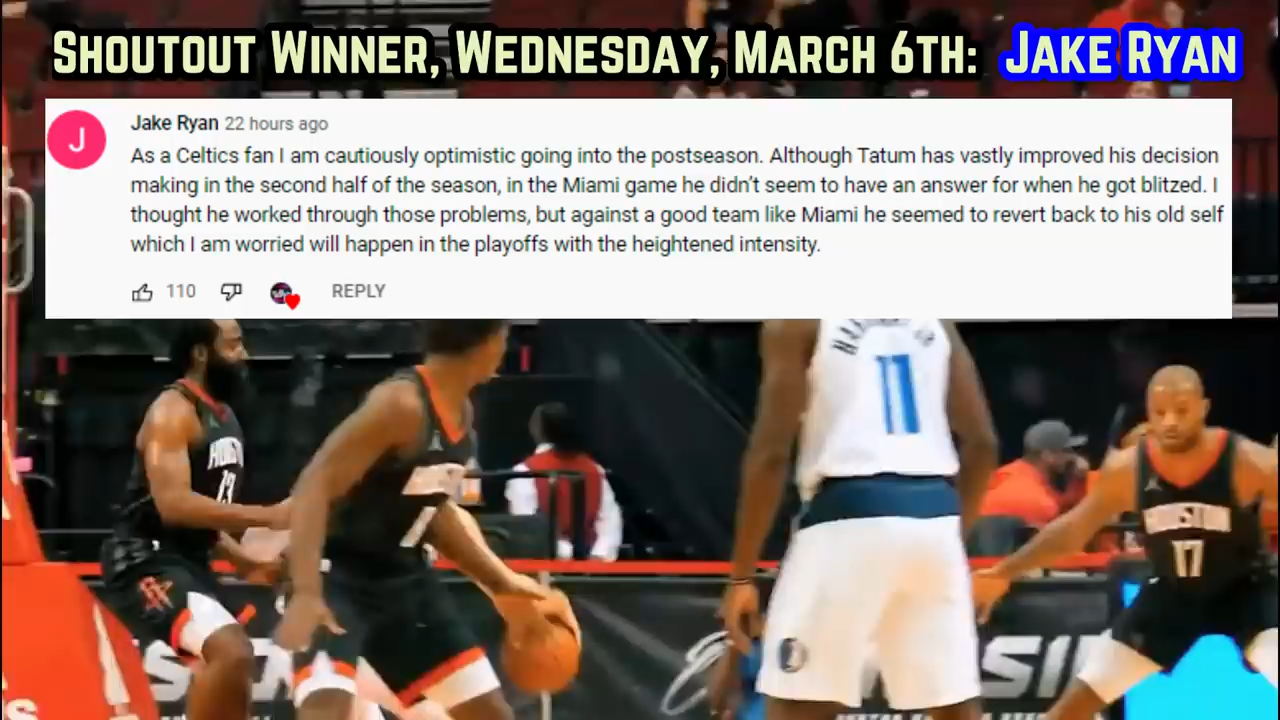 SHOUTOUT WINNER, WEDNESDAY, MARCH 6TH: JAKE RYAN
J
Jake Ryan 22 hours ago
As a Celtics fan I am cautiously optimistic going into the postseason. Although Tatum has vastly improved his decision
making in the second half of the season, in the Miami game he didn't seem to have an answer for when he got blitzed. I
thought he worked through those problems, but against a good team like Miami he seemed to revert back to his old self
which I am worried will happen in the playoffs with the heightened intensity.
110 REPLY
11
13
HOUSTON
17